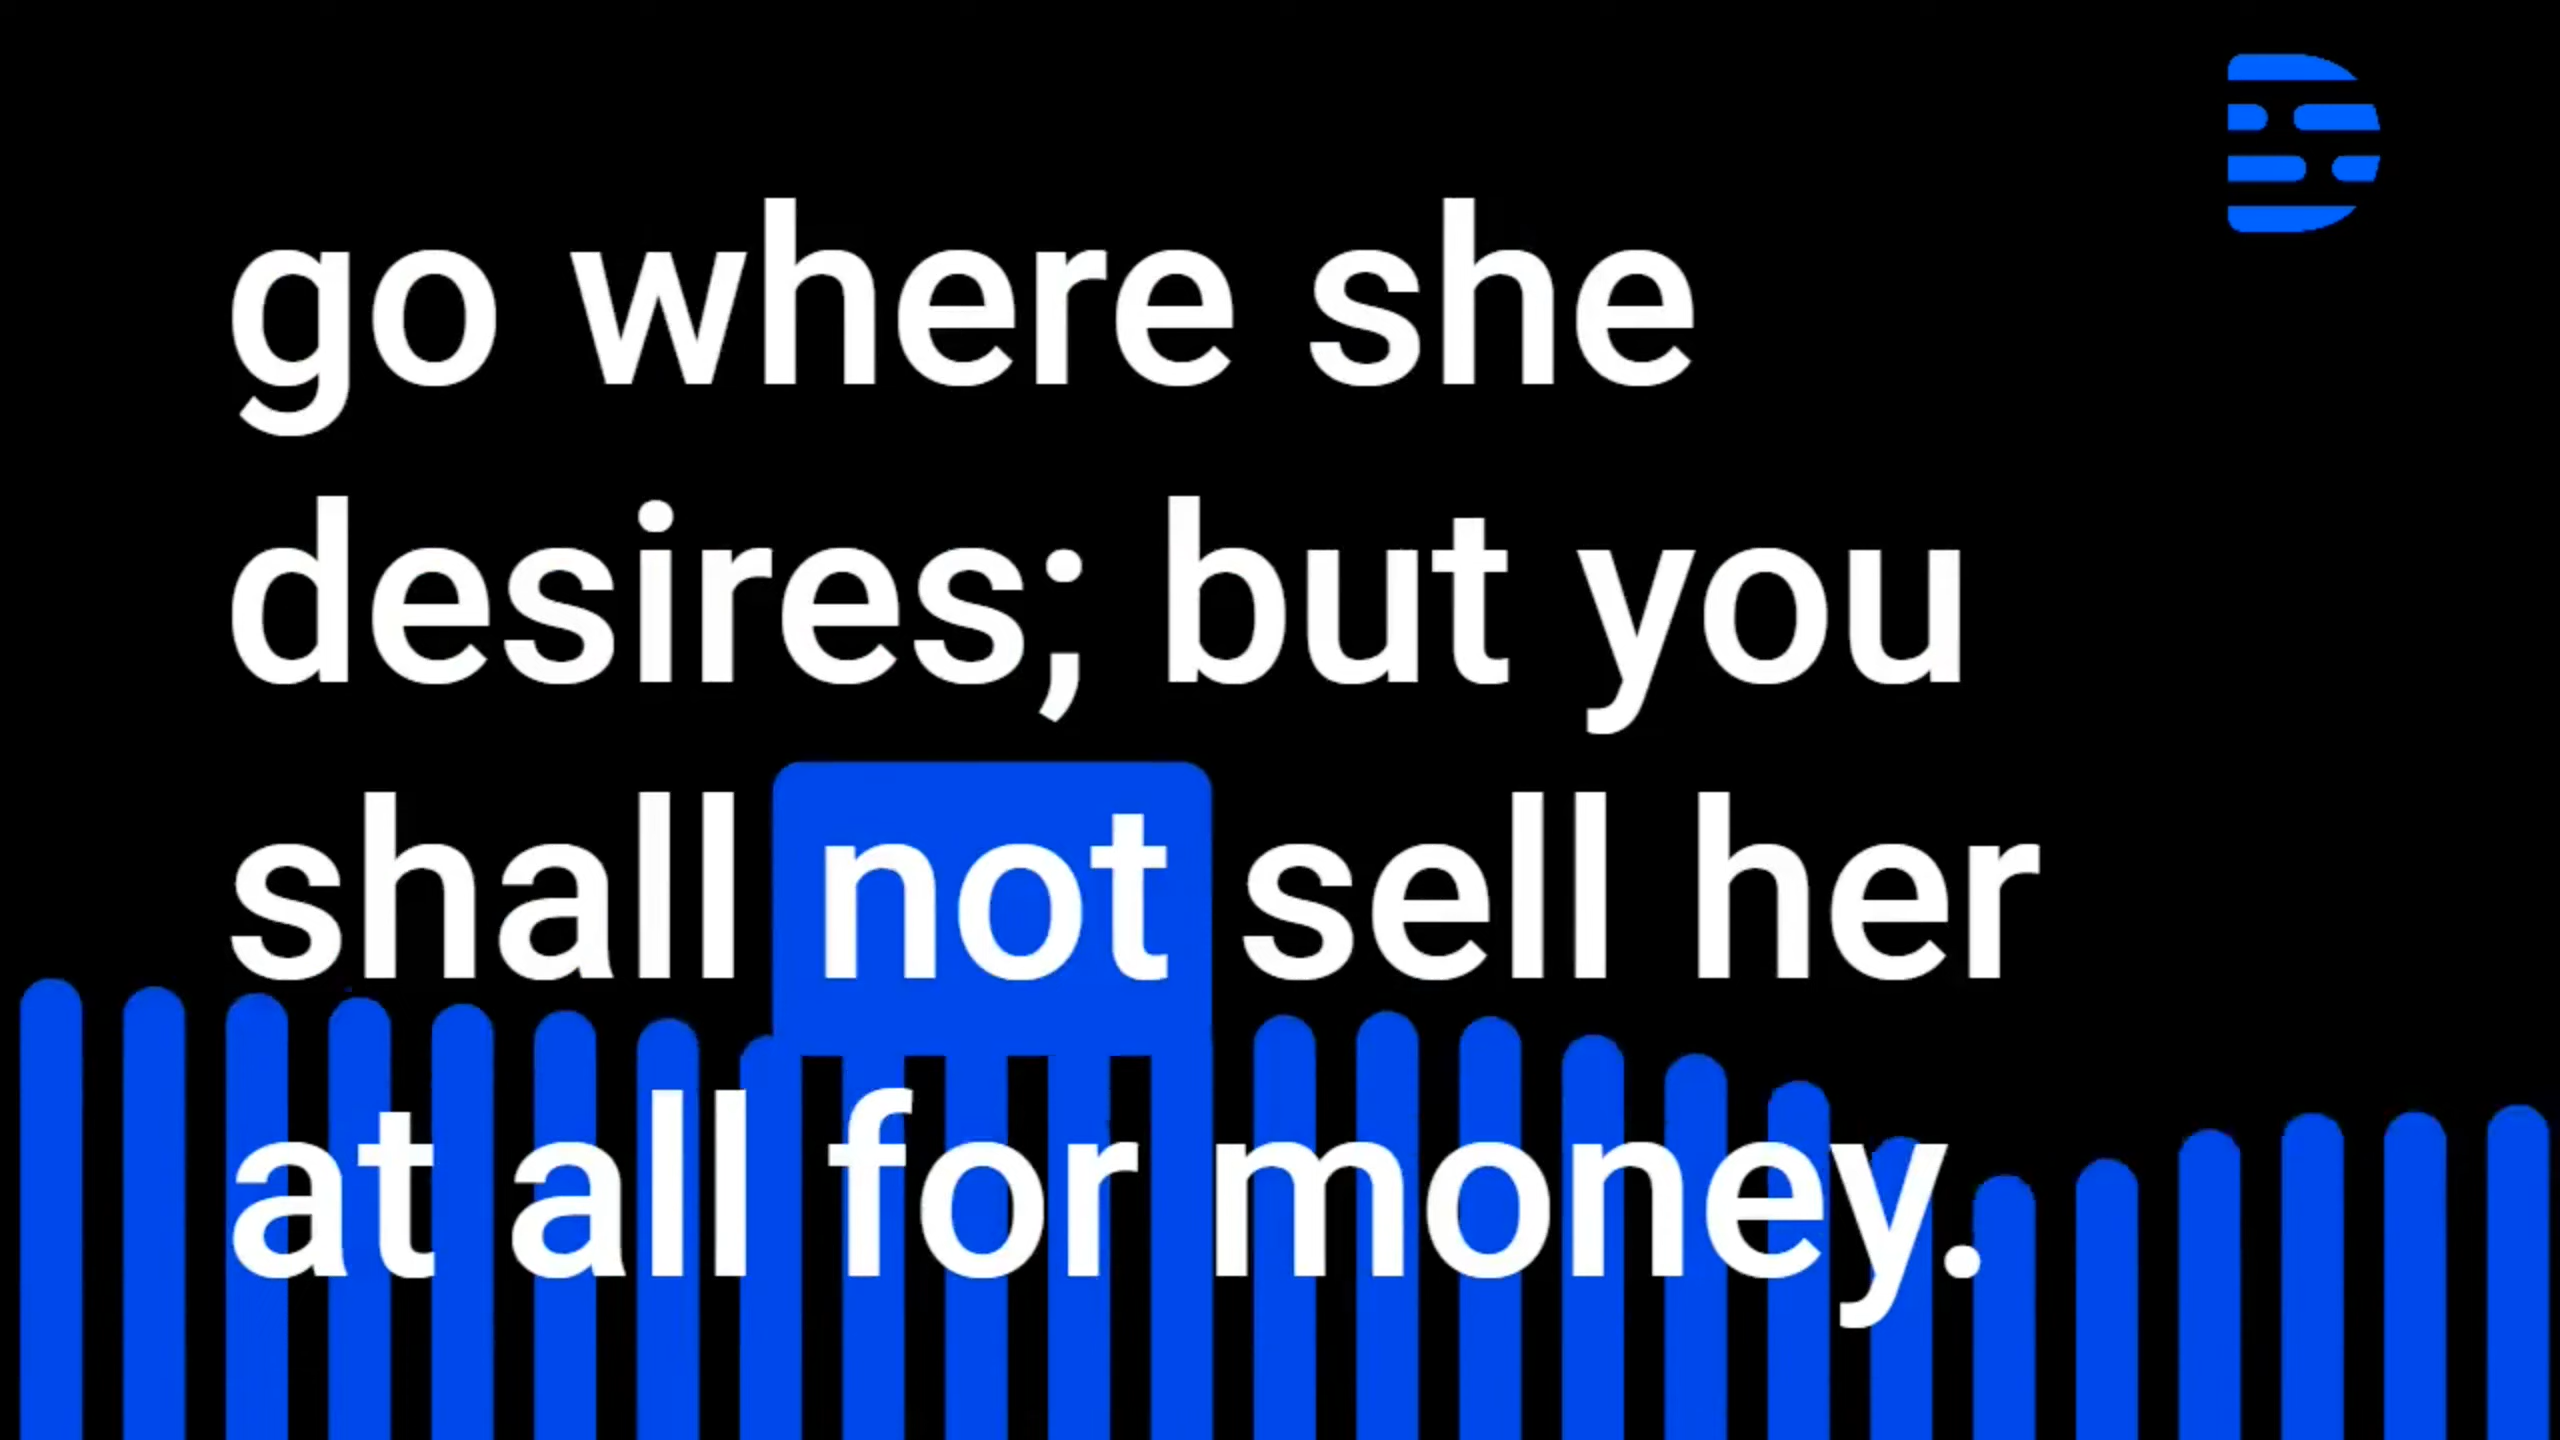 go where she
desires; but you
shall not sell her
at all for money.